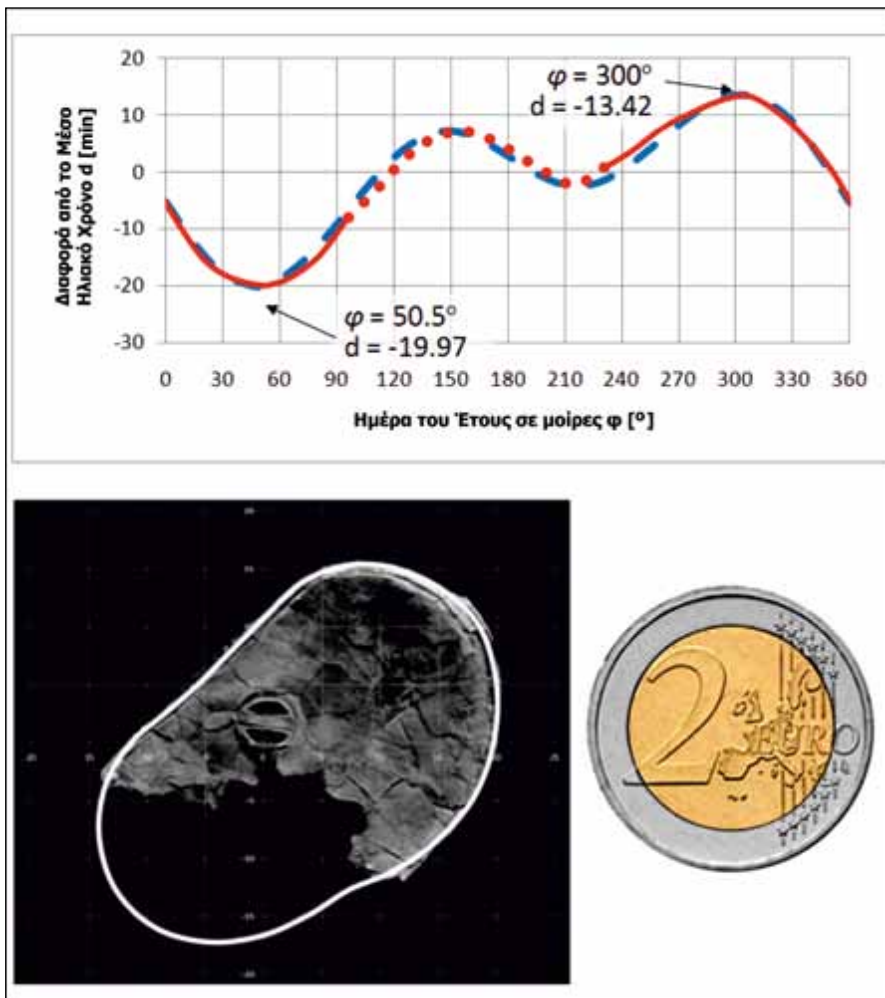 20
10
0
-10
-20
-30
φ = 300°
d = -13.42
φ = 50.5°
d = -19.97
0 30 60 90 120 150 180 210 240 270 300 330 360
Διαφορά από το Μέσο
Ηλιακό Χρόνο d [min]
Ημέρα του Έτους σε μοίρες φ [°]
2
EURO